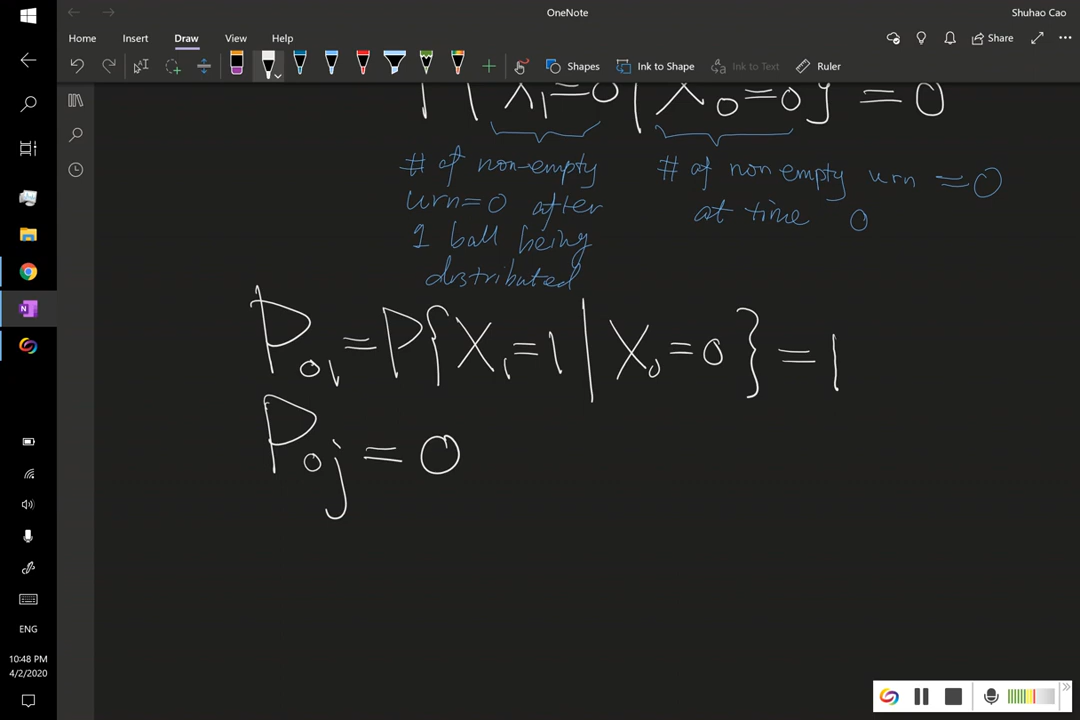 OneNote
Shuhao Cao
Home Insert Draw View Help
Share
Shapes Ink to Shape Ink to Text Ruler
P{X₁=0|X₀=0}=0
# of non-empty
urn=0 after
1 ball being
distributed
# of non empty urn =0
at time 0
P₀₁=P{X₁=1|X₀=0}=1
P₀ⱼ=0
ENG
10:48 PM
4/2/2020